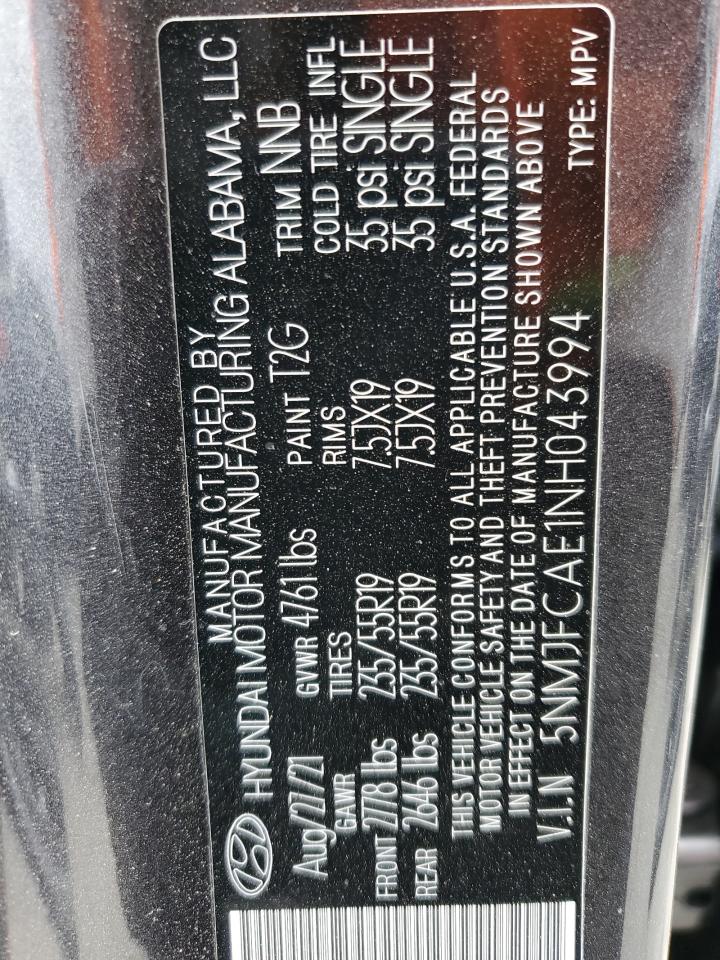 MANUFACTURED BY
HYUNDAI MOTOR MANUFACTURING ALABAMA, LLC
Aug/27/21 GVWR 4761 lbs PAINT T2G TRIM NNB
GAWR TIRES RIMS COLD TIRE INFL
FRONT 2778 lbs 235/55R19 7.5JX19 35 psi SINGLE
REAR 2646 lbs 235/55R19 7.5JX19 35 psi SINGLE
THIS VEHICLE CONFORMS TO ALL APPLICABLE U.S.A. FEDERAL
MOTOR VEHICLE SAFETY AND THEFT PREVENTION STANDARDS
IN EFFECT ON THE DATE OF MANUFACTURE SHOWN ABOVE
V.I.N 5NMJFCAE1NH043994 TYPE: MPV